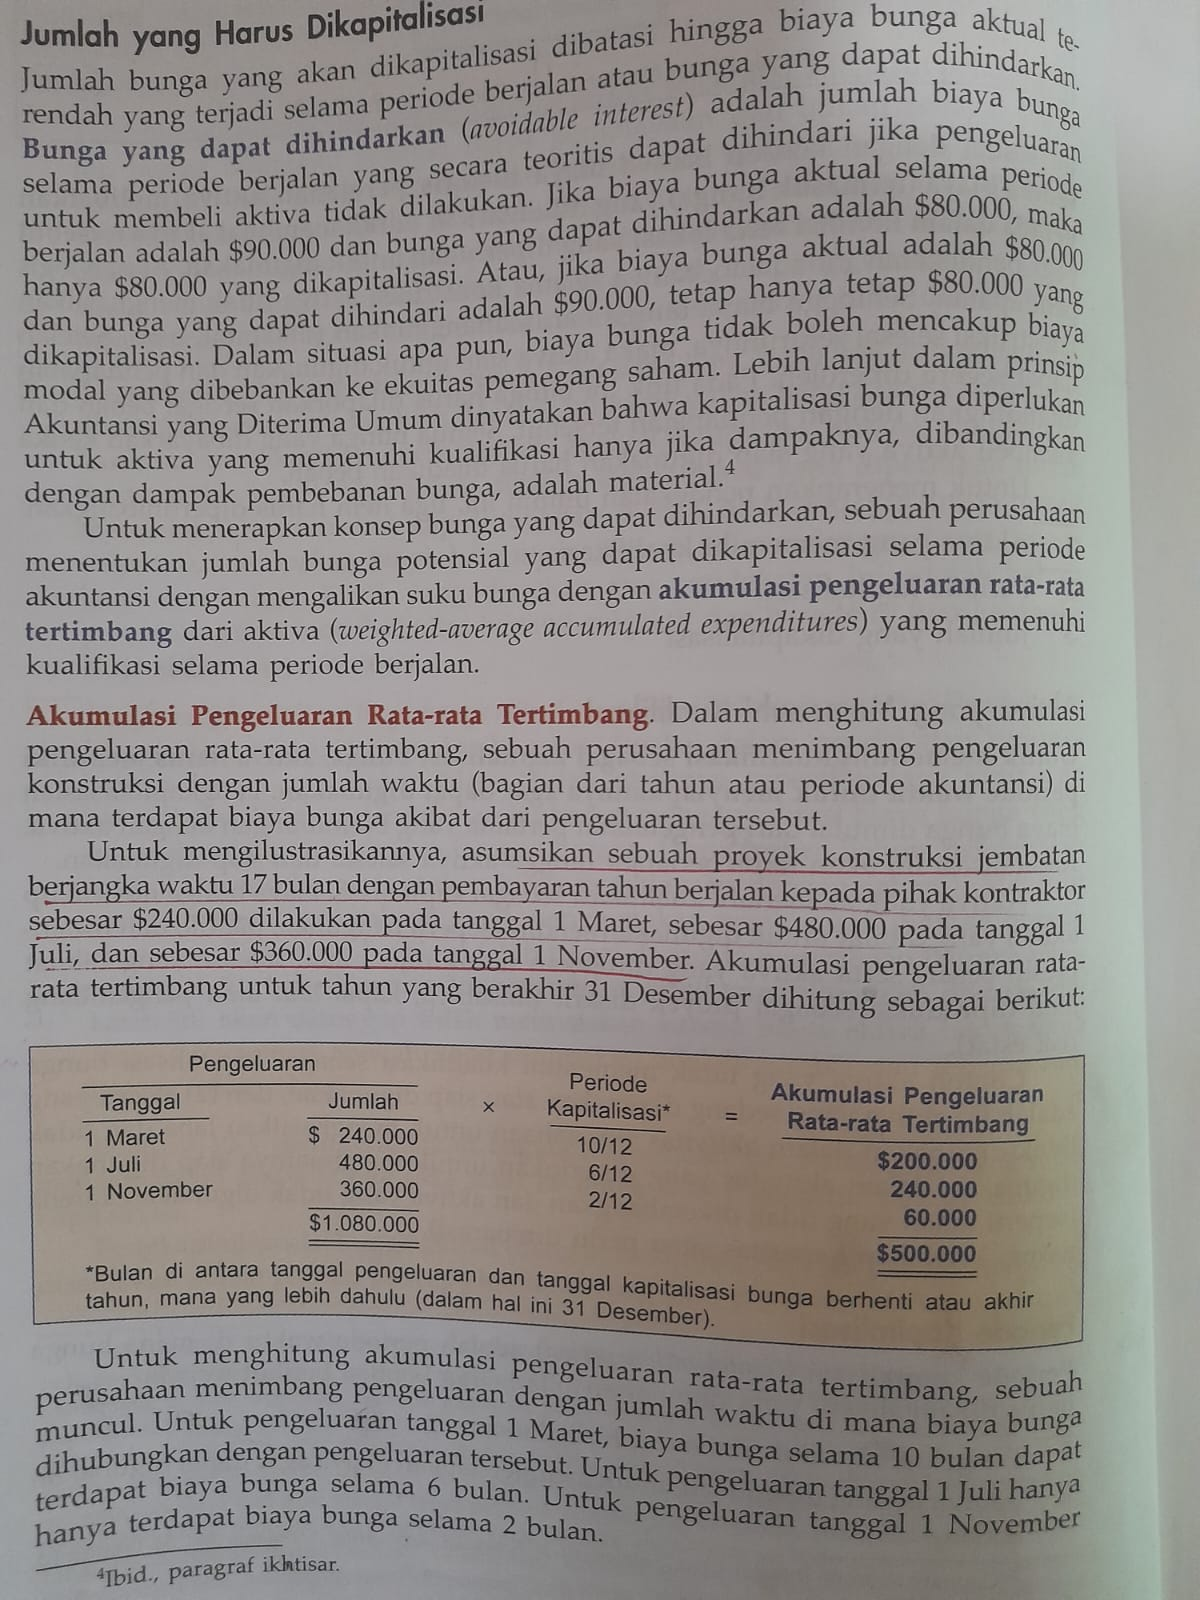 Jumlah yang Harus Dikapitalisasi
Jumlah bunga yang akan dikapitalisasi dibatasi hingga biaya bunga aktual te-
rendah yang terjadi selama periode berjalan atau bunga yang dapat dihindarkan.
Bunga yang dapat dihindarkan (avoidable interest) adalah jumlah biaya bunga
selama periode berjalan yang secara teoritis dapat dihindari jika pengeluaran
untuk membeli aktiva tidak dilakukan. Jika biaya bunga aktual selama periode
berjalan adalah $90.000 dan bunga yang dapat dihindarkan adalah $80.000, maka
hanya $80.000 yang dikapitalisasi. Atau, jika biaya bunga aktual adalah $80.000
dan bunga yang dapat dihindari adalah $90.000, tetap hanya tetap $80.000 yang
dikapitalisasi. Dalam situasi apa pun, biaya bunga tidak boleh mencakup biaya
modal yang dibebankan ke ekuitas pemegang saham. Lebih lanjut dalam prinsip
Akuntansi yang Diterima Umum dinyatakan bahwa kapitalisasi bunga diperlukan
untuk aktiva yang memenuhi kualifikasi hanya jika dampaknya, dibandingkan
dengan dampak pembebanan bunga, adalah material.4
Untuk menerapkan konsep bunga yang dapat dihindarkan, sebuah perusahaan
menentukan jumlah bunga potensial yang dapat dikapitalisasi selama periode
akuntansi dengan mengalikan suku bunga dengan akumulasi pengeluaran rata-rata
tertimbang dari aktiva (weighted-average accumulated expenditures) yang memenuhi
kualifikasi selama periode berjalan.
Akumulasi Pengeluaran Rata-rata Tertimbang. Dalam menghitung akumulasi
pengeluaran rata-rata tertimbang, sebuah perusahaan menimbang pengeluaran
konstruksi dengan jumlah waktu (bagian dari tahun atau periode akuntansi) di
mana terdapat biaya bunga akibat dari pengeluaran tersebut.
Untuk mengilustrasikannya, asumsikan sebuah proyek konstruksi jembatan
berjangka waktu 17 bulan dengan pembayaran tahun berjalan kepada pihak kontraktor
sebesar $240.000 dilakukan pada tanggal 1 Maret, sebesar $480.000 pada tanggal 1
Juli, dan sebesar $360.000 pada tanggal 1 November. Akumulasi pengeluaran rata-
rata tertimbang untuk tahun yang berakhir 31 Desember dihitung sebagai berikut:
Pengeluaran
Periode Akumulasi Pengeluaran
Tanggal Jumlah × Kapitalisasi* = Rata-rata Tertimbang
1 Maret $ 240.000 10/12 $200.000
1 Juli 480.000 6/12 240.000
1 November 360.000 2/12 60.000
$1.080.000 $500.000
*Bulan di antara tanggal pengeluaran dan tanggal kapitalisasi bunga berhenti atau akhir
tahun, mana yang lebih dahulu (dalam hal ini 31 Desember).
Untuk menghitung akumulasi pengeluaran rata-rata tertimbang, sebuah
perusahaan menimbang pengeluaran dengan jumlah waktu di mana biaya bunga
muncul. Untuk pengeluaran tanggal 1 Maret, biaya bunga selama 10 bulan dapat
dihubungkan dengan pengeluaran tersebut. Untuk pengeluaran tanggal 1 Juli hanya
terdapat biaya bunga selama 6 bulan. Untuk pengeluaran tanggal 1 November
hanya terdapat biaya bunga selama 2 bulan.
4Ibid., paragraf ikhtisar.